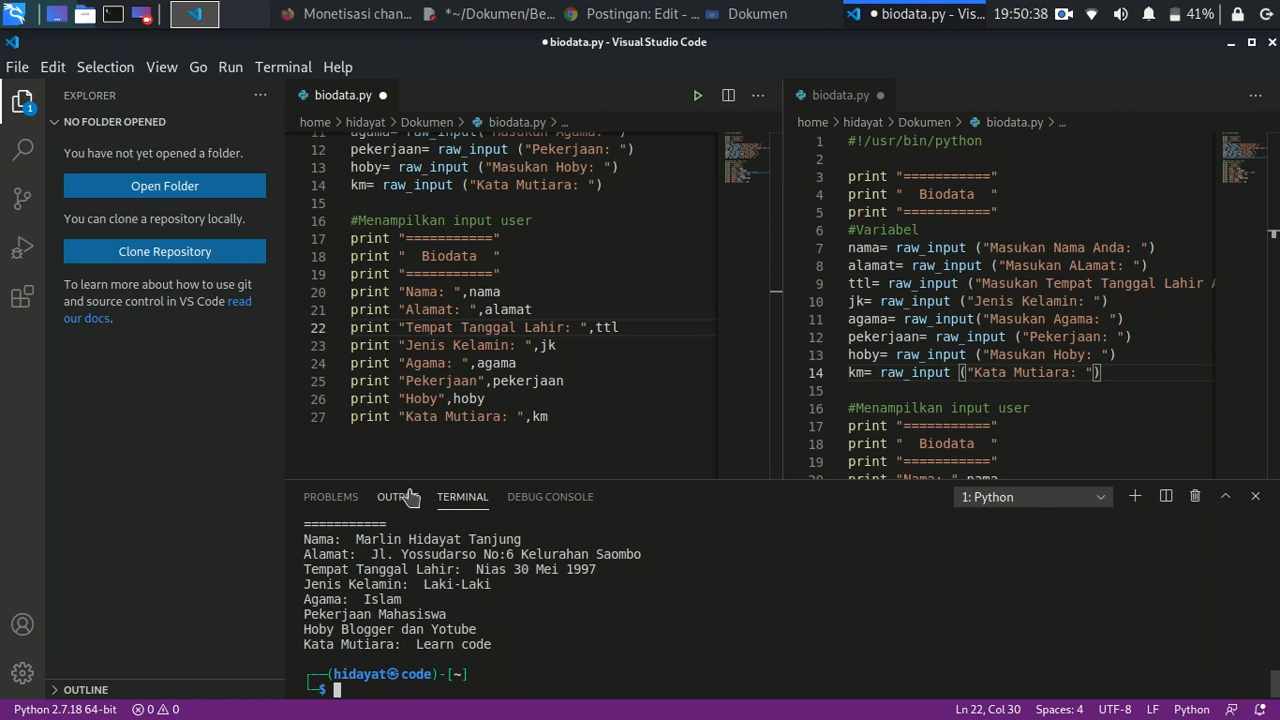 Monetisasi chan...
*~/Dokumen/Be...
Postingan: Edit - ...
Dokumen
biodata.py - Vis...
19:50:38
41%
biodata.py - Visual Studio Code
File Edit Selection View Go Run Terminal Help
EXPLORER
NO FOLDER OPENED
You have not yet opened a folder.
Open Folder
You can clone a repository locally.
Clone Repository
To learn more about how to use git
and source control in VS Code read
our docs.
OUTLINE
1
biodata.py
home > hidayat > Dokumen > biodata.py > ...
11 agama= raw_input("Masukan Agama: ")
12 pekerjaan= raw_input ("Pekerjaan: ")
13 hoby= raw_input ("Masukan Hoby: ")
14 km= raw_input ("Kata Mutiara: ")
15
16 #Menampilkan input user
17 print "==========="
18 print "  Biodata  "
19 print "==========="
20 print "Nama: ",nama
21 print "Alamat: ",alamat
22 print "Tempat Tanggal Lahir: ",ttl
23 print "Jenis Kelamin: ",jk
24 print "Agama: ",agama
25 print "Pekerjaan",pekerjaan
26 print "Hoby",hoby
27 print "Kata Mutiara: ",km
biodata.py
home > hidayat > Dokumen > biodata.py > ...
1 #!/usr/bin/python
2
3 print "==========="
4 print "  Biodata  "
5 print "==========="
6 #Variabel
7 nama= raw_input ("Masukan Nama Anda: ")
8 alamat= raw_input ("Masukan ALamat: ")
9 ttl= raw_input ("Masukan Tempat Tanggal Lahir A
10 jk= raw_input ("Jenis Kelamin: ")
11 agama= raw_input("Masukan Agama: ")
12 pekerjaan= raw_input ("Pekerjaan: ")
13 hoby= raw_input ("Masukan Hoby: ")
14 km= raw_input ("Kata Mutiara: ")
15
16 #Menampilkan input user
17 print "==========="
18 print "  Biodata  "
19 print "==========="
20 print "Nama: ",nama
PROBLEMS OUTPUT TERMINAL DEBUG CONSOLE
1: Python
===========
Nama:  Marlin Hidayat Tanjung
Alamat:  Jl. Yossudarso No:6 Kelurahan Saombo
Tempat Tanggal Lahir:  Nias 30 Mei 1997
Jenis Kelamin:  Laki-Laki
Agama:  Islam
Pekerjaan Mahasiswa
Hoby Blogger dan Yotube
Kata Mutiara:  Learn code
┌──(hidayat㉿code)-[~]
└─$
Python 2.7.18 64-bit
0 0
Ln 22, Col 30 Spaces: 4 UTF-8 LF Python